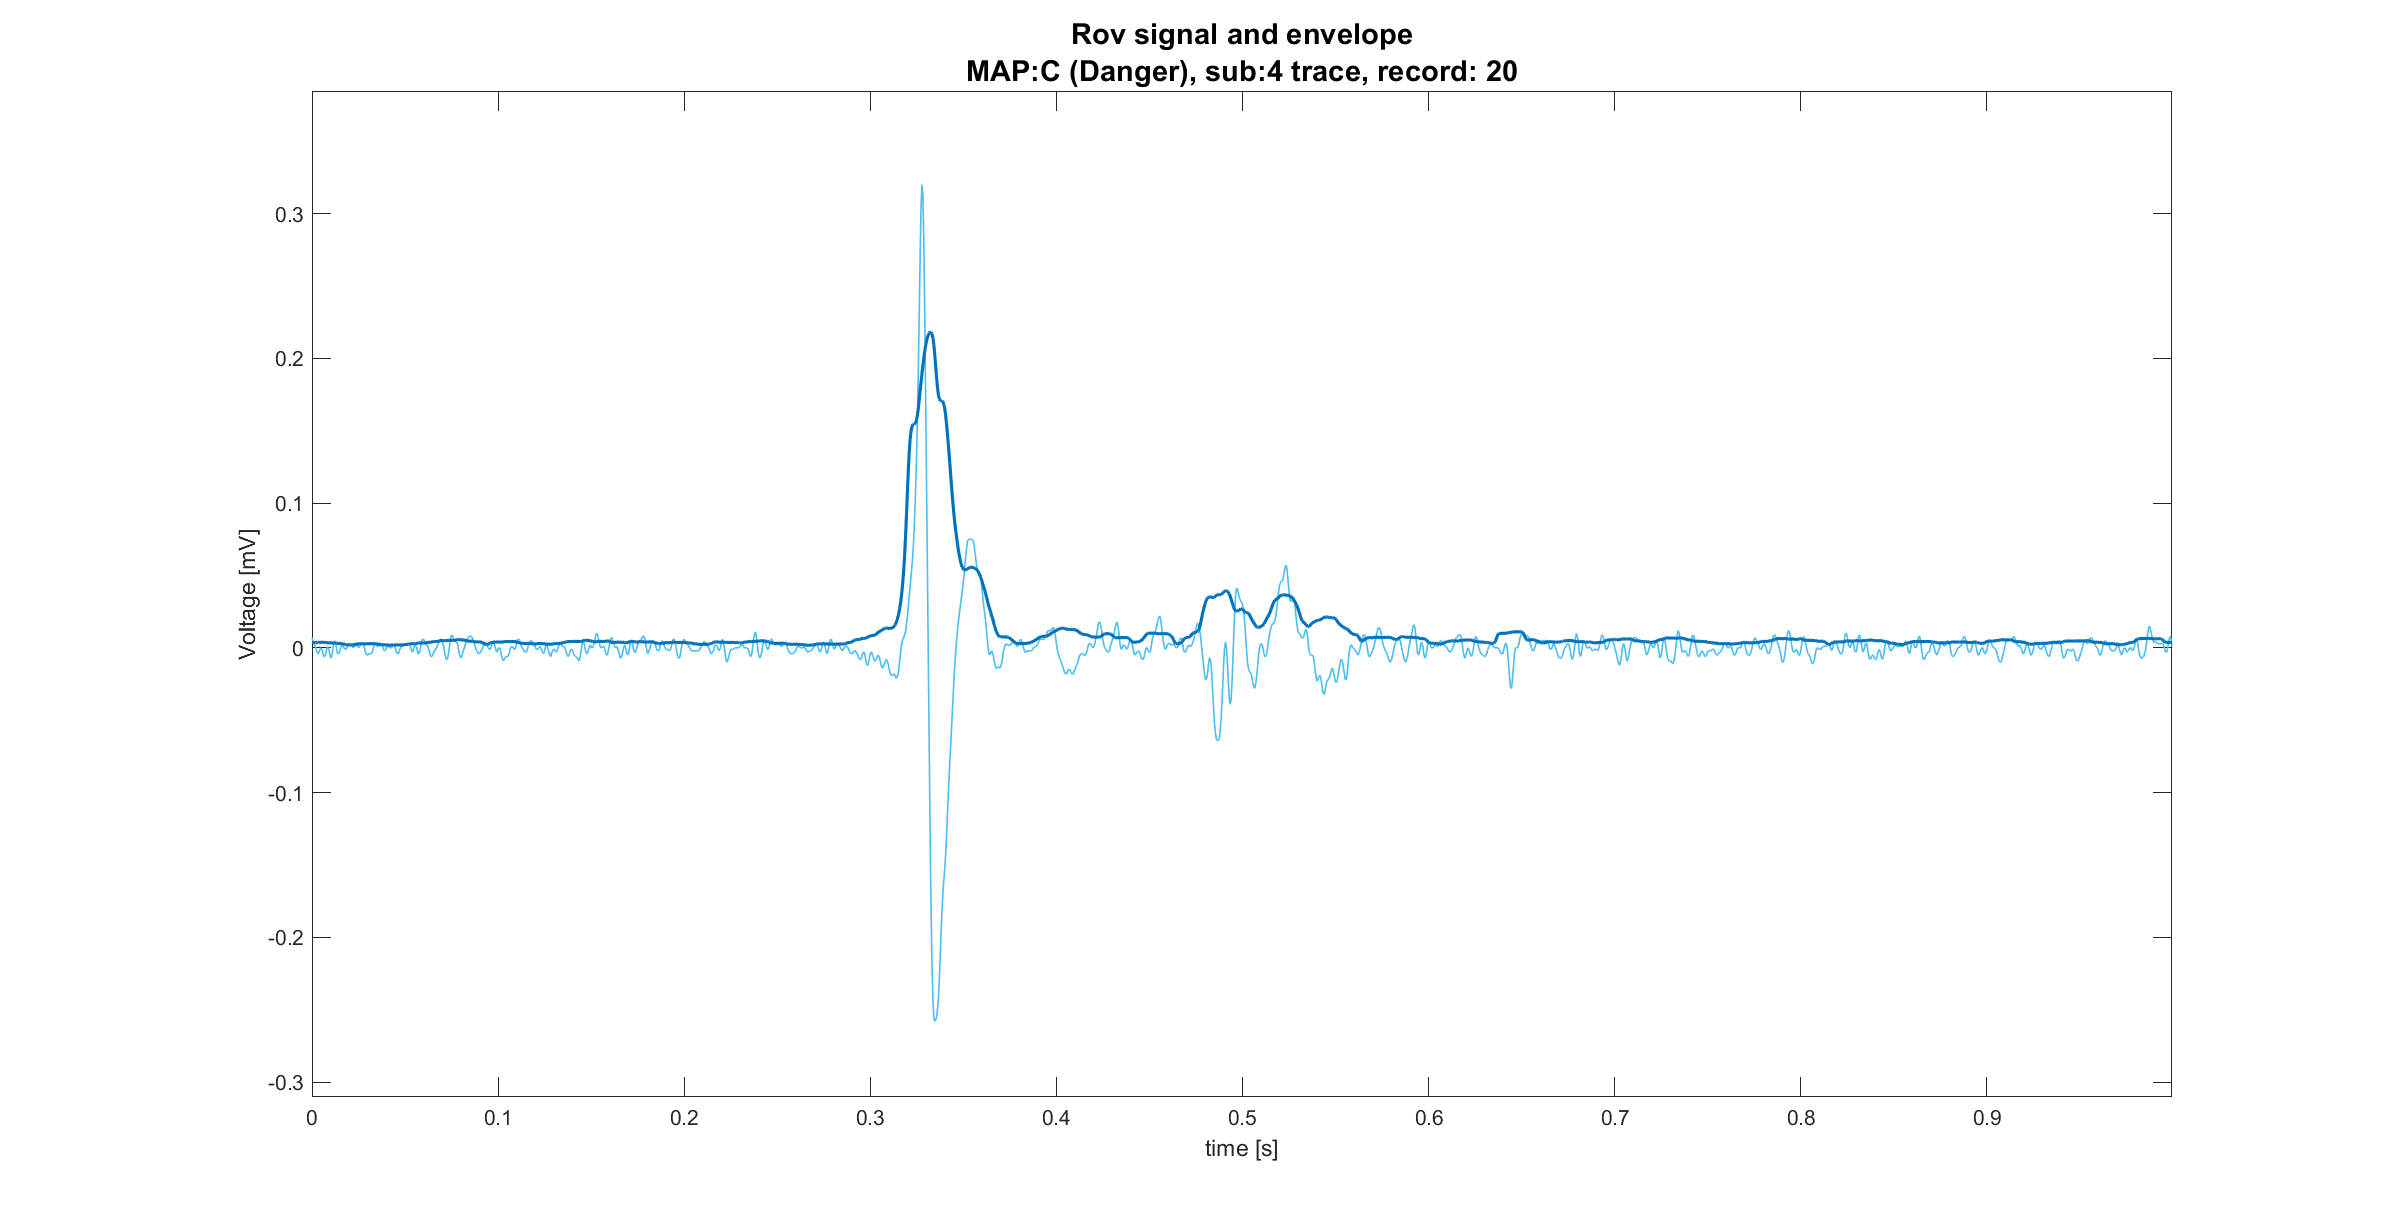 Rov signal and envelope
MAP:C (Danger), sub:4 trace, record: 20
Voltage [mV]
0.3
0.2
0.1
0
-0.1
-0.2
-0.3
0 0.1 0.2 0.3 0.4 0.5 0.6 0.7 0.8 0.9
time [s]